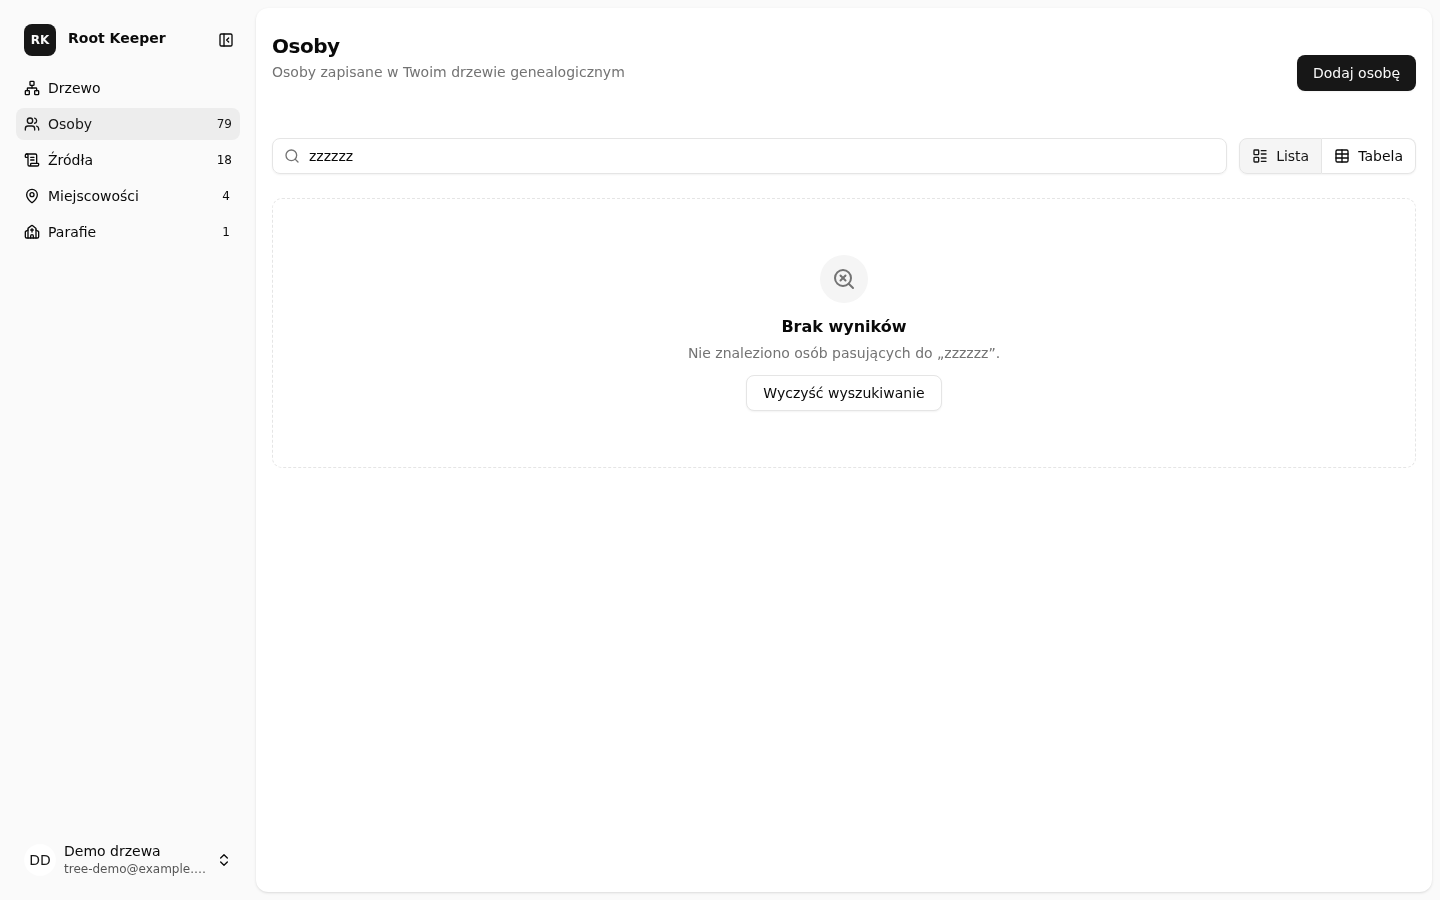 RK
Root Keeper
Drzewo
Osoby 79
Źródła 18
Miejscowości 4
Parafie 1
Osoby
Osoby zapisane w Twoim drzewie genealogicznym
Dodaj osobę
zzzzzz
Lista
Tabela
Brak wyników
Nie znaleziono osób pasujących do „zzzzzz”.
Wyczyść wyszukiwanie
DD
Demo drzewa
tree-demo@example.…